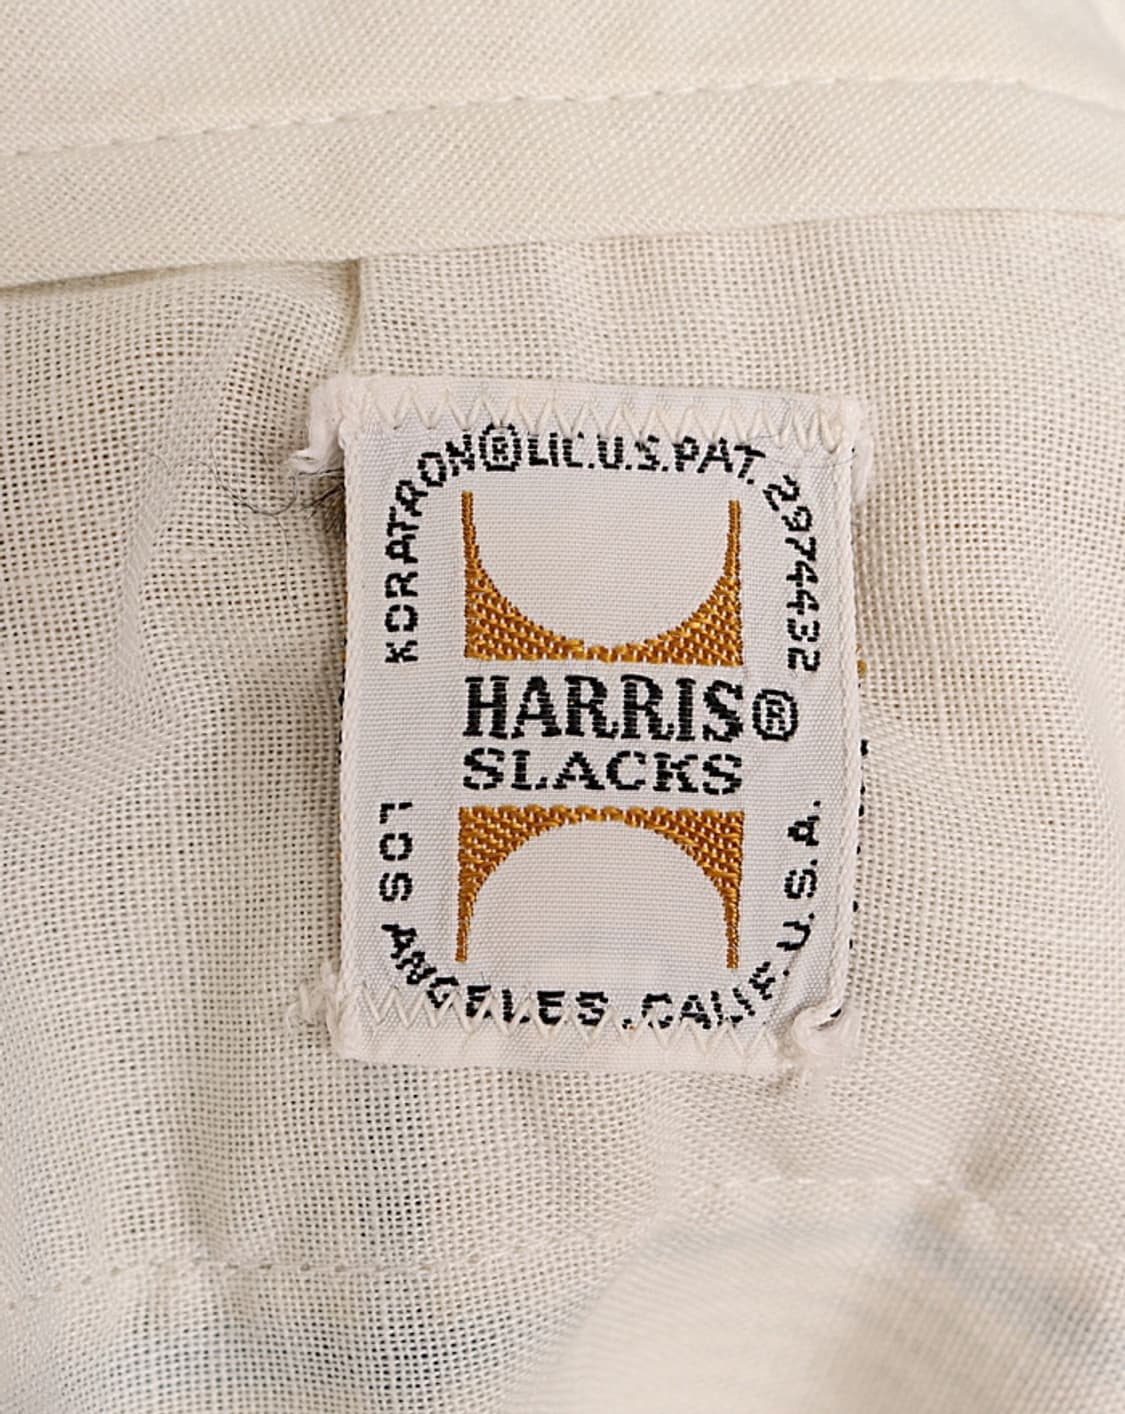 KORATRON® LIC. U.S. PAT. 2974432
HARRIS®
SLACKS
LOS ANGELES, CALIF. U.S.A.